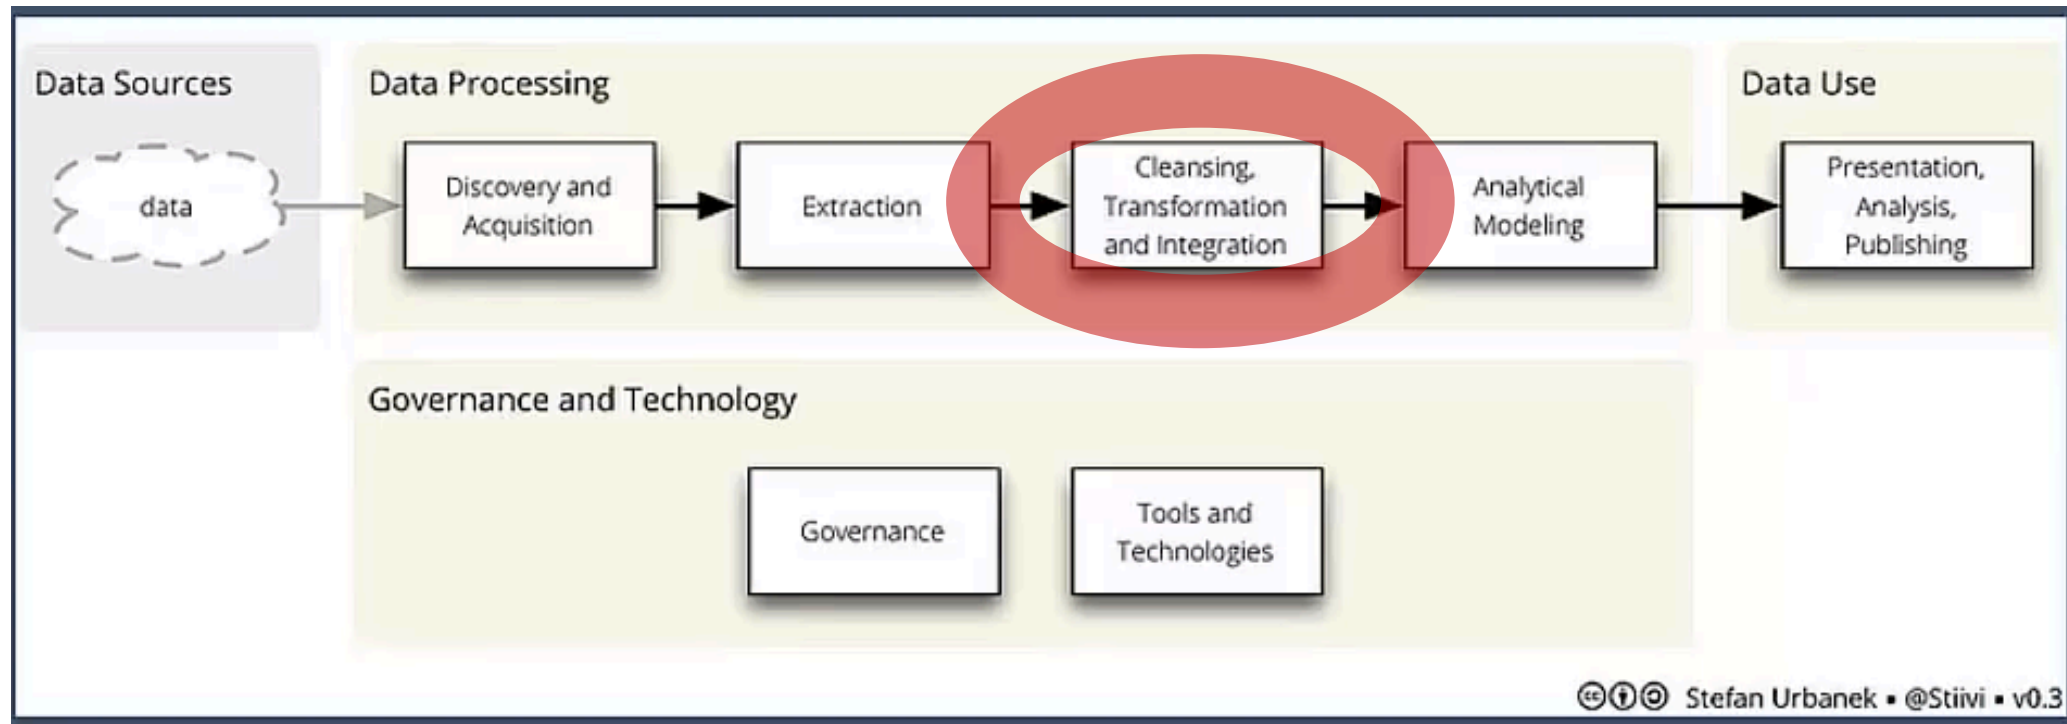 Data Sources
data
Data Processing
Discovery and
Acquisition
Extraction
Cleansing,
Transformation
and Integration
Analytical
Modeling
Data Use
Presentation,
Analysis,
Publishing
Governance and Technology
Governance
Tools and
Technologies
cc Stefan Urbanek ▪ @Stiivi ▪ v0.3